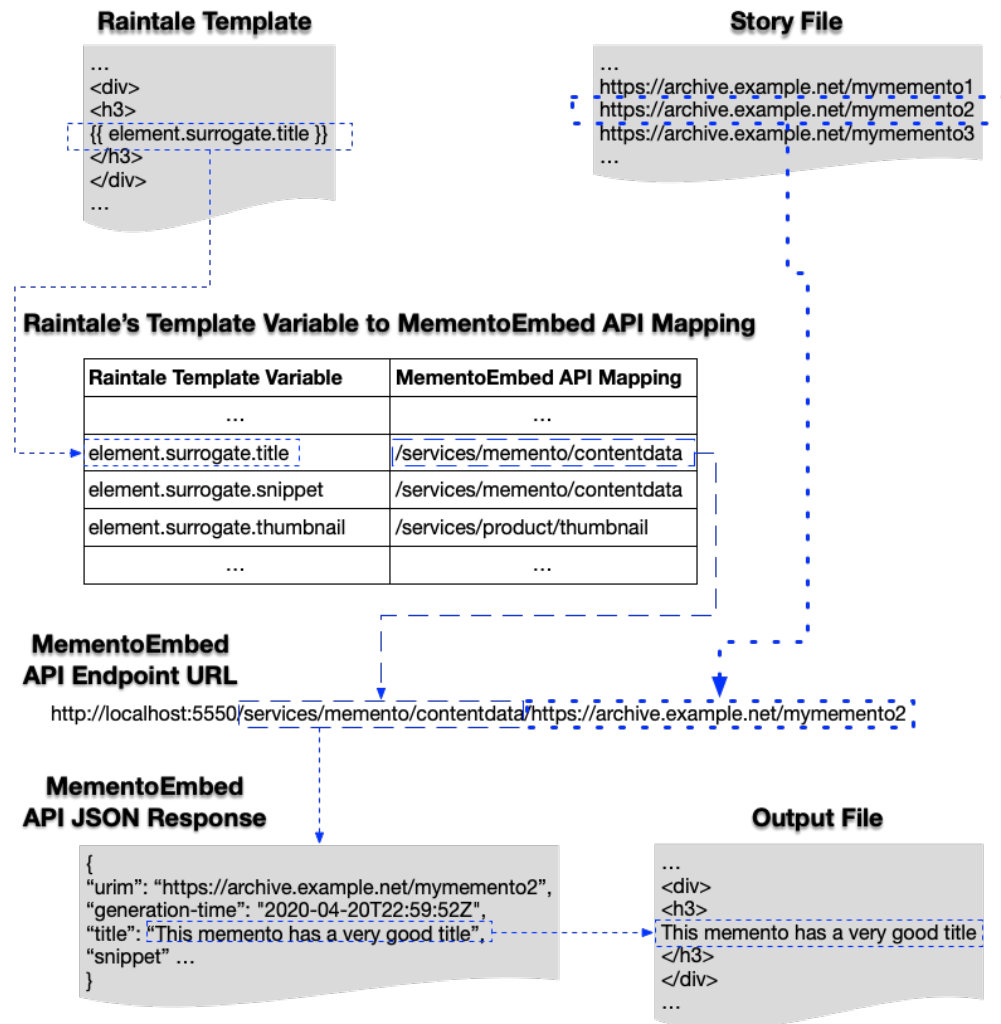 Raintale Template
...
<div>
<h3>
{{ element.surrogate.title }}
</h3>
</div>
...
Story File
...
https://archive.example.net/mymemento1
https://archive.example.net/mymemento2
https://archive.example.net/mymemento3
...
Raintale's Template Variable to MementoEmbed API Mapping
Raintale Template Variable MementoEmbed API Mapping
... ...
element.surrogate.title /services/memento/contentdata
element.surrogate.snippet /services/memento/contentdata
element.surrogate.thumbnail /services/product/thumbnail
... ...
MementoEmbed
API Endpoint URL
http://localhost:5550/services/memento/contentdata/https://archive.example.net/mymemento2
MementoEmbed
API JSON Response
{
“urim”: “https://archive.example.net/mymemento2”,
“generation-time”: "2020-04-20T22:59:52Z",
“title”: “This memento has a very good title”,
“snippet” ...
}
Output File
...
<div>
<h3>
This memento has a very good title
</h3>
</div>
...